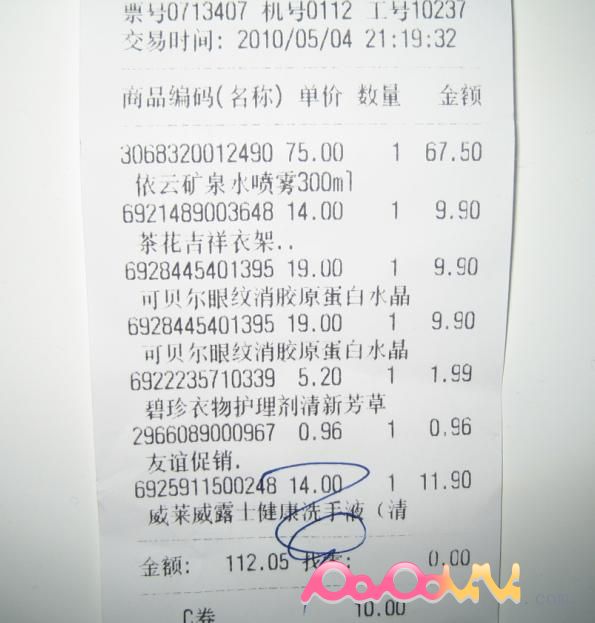 票号0713407 机号0112 工号10237
交易时间: 2010/05/04 21:19:32
商品编码(名称) 单价 数量 金额
3068320012490 75.00 1 67.50
依云矿泉水喷雾300ml
6921489003648 14.00 1 9.90
茶花吉祥衣架..
6928445401395 19.00 1 9.90
可贝尔眼纹消胶原蛋白水晶
6928445401395 19.00 1 9.90
可贝尔眼纹消胶原蛋白水晶
6922235710339 5.20 1 1.99
碧珍衣物护理剂清新芳草
2966089000967 0.96 1 0.96
友谊促销.
6925911500248 14.00 1 11.90
威莱威露士健康洗手液（清
金额: 112.05 找 : 0.00
C卷 10.00
.com